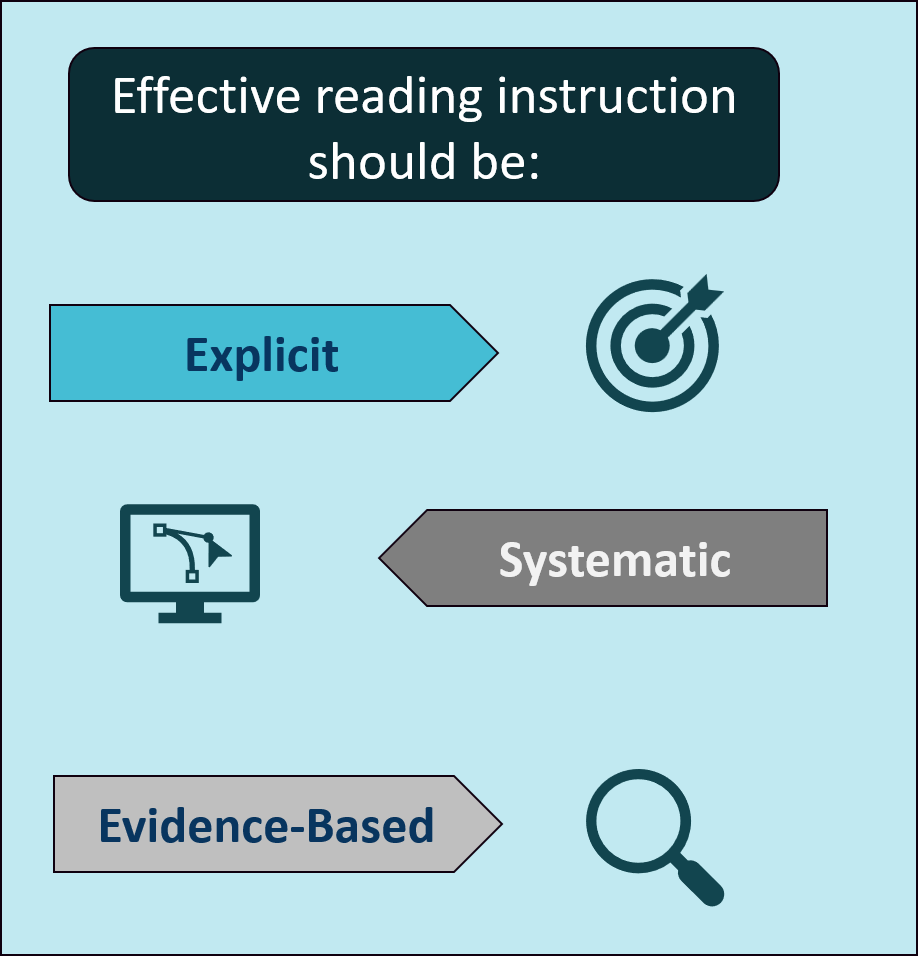 Effective reading instruction
should be:
Explicit
Systematic
Evidence-Based